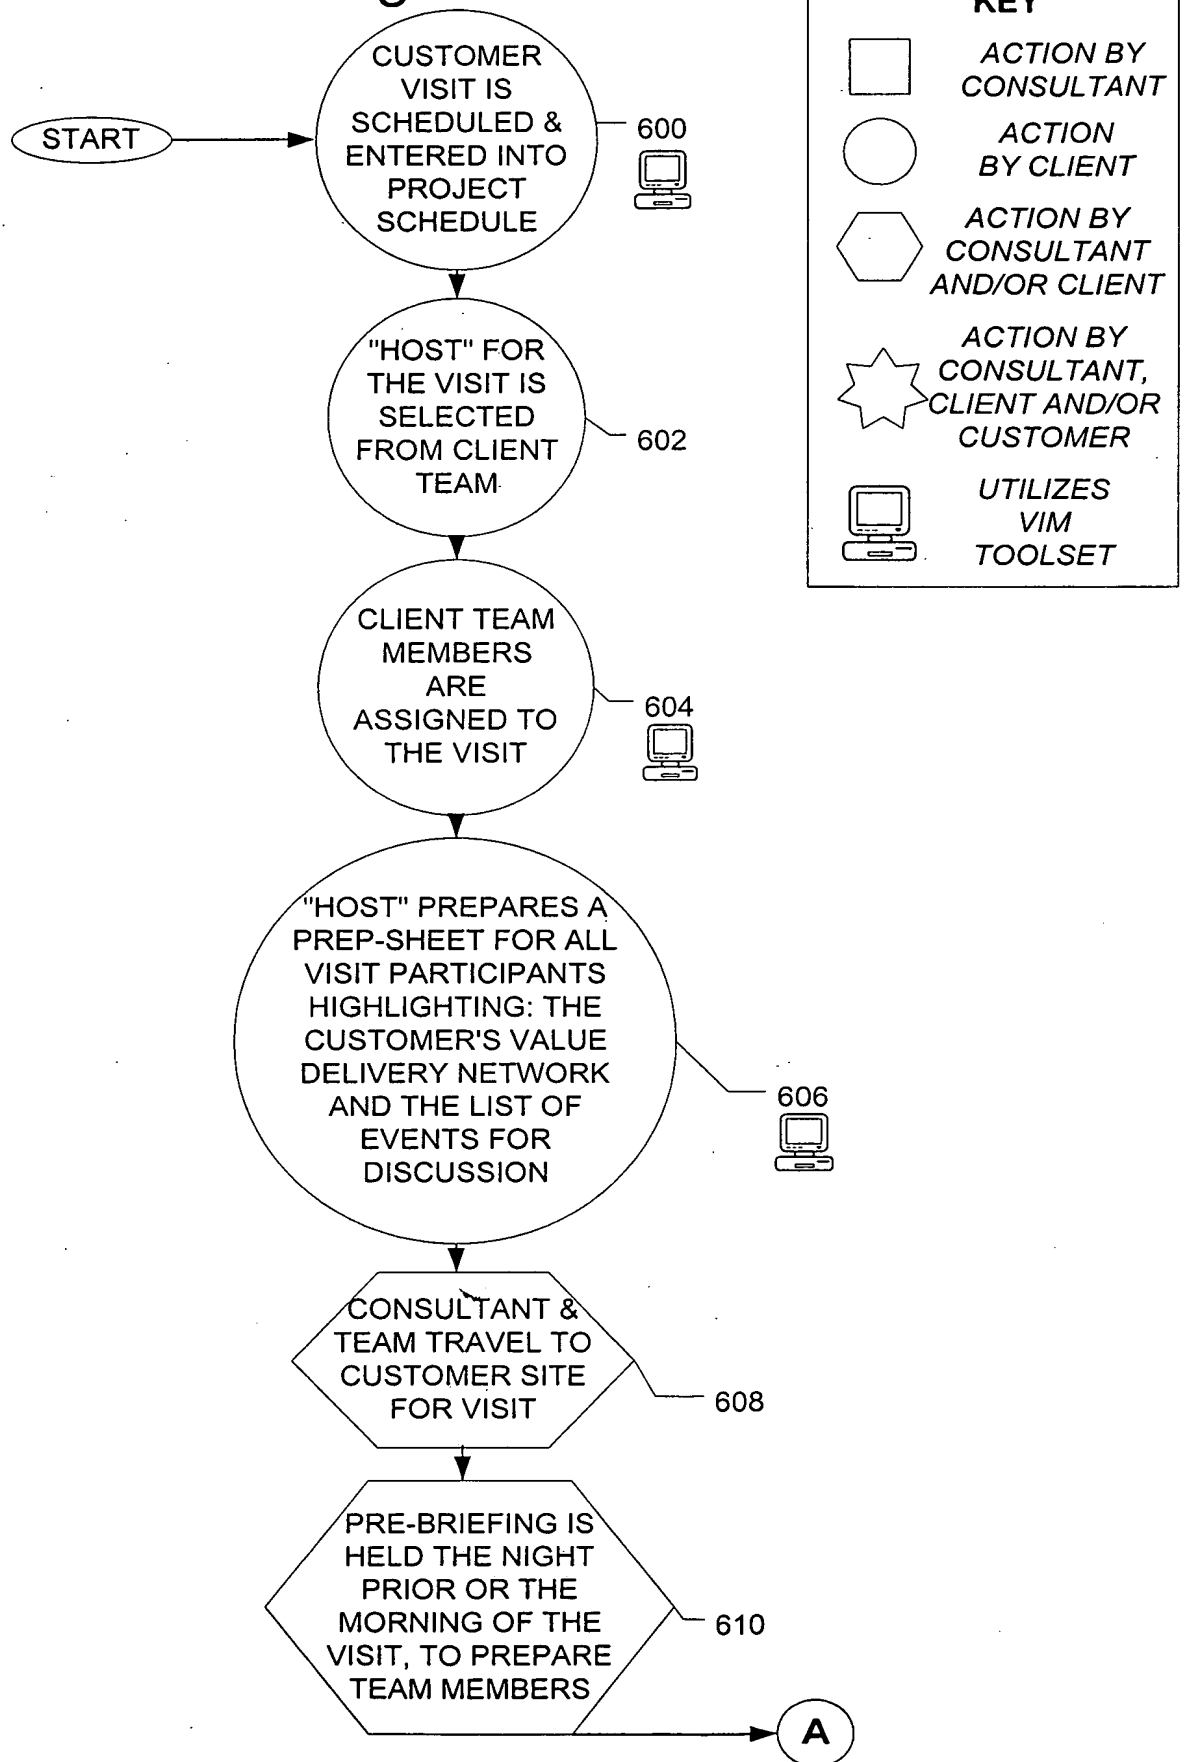 START
CUSTOMER
VISIT IS
SCHEDULED &
ENTERED INTO
PROJECT
SCHEDULE
600
"HOST" FOR
THE VISIT IS
SELECTED
FROM CLIENT
TEAM
602
CLIENT TEAM
MEMBERS
ARE
ASSIGNED TO
THE VISIT
604
"HOST" PREPARES A
PREP-SHEET FOR ALL
VISIT PARTICIPANTS
HIGHLIGHTING: THE
CUSTOMER'S VALUE
DELIVERY NETWORK
AND THE LIST OF
EVENTS FOR
DISCUSSION
606
CONSULTANT &
TEAM TRAVEL TO
CUSTOMER SITE
FOR VISIT
608
PRE-BRIEFING IS
HELD THE NIGHT
PRIOR OR THE
MORNING OF THE
VISIT, TO PREPARE
TEAM MEMBERS
610
A
KEY
ACTION BY
CONSULTANT
ACTION
BY CLIENT
ACTION BY
CONSULTANT
AND/OR CLIENT
ACTION BY
CONSULTANT,
CLIENT AND/OR
CUSTOMER
UTILIZES
VIM
TOOLSET